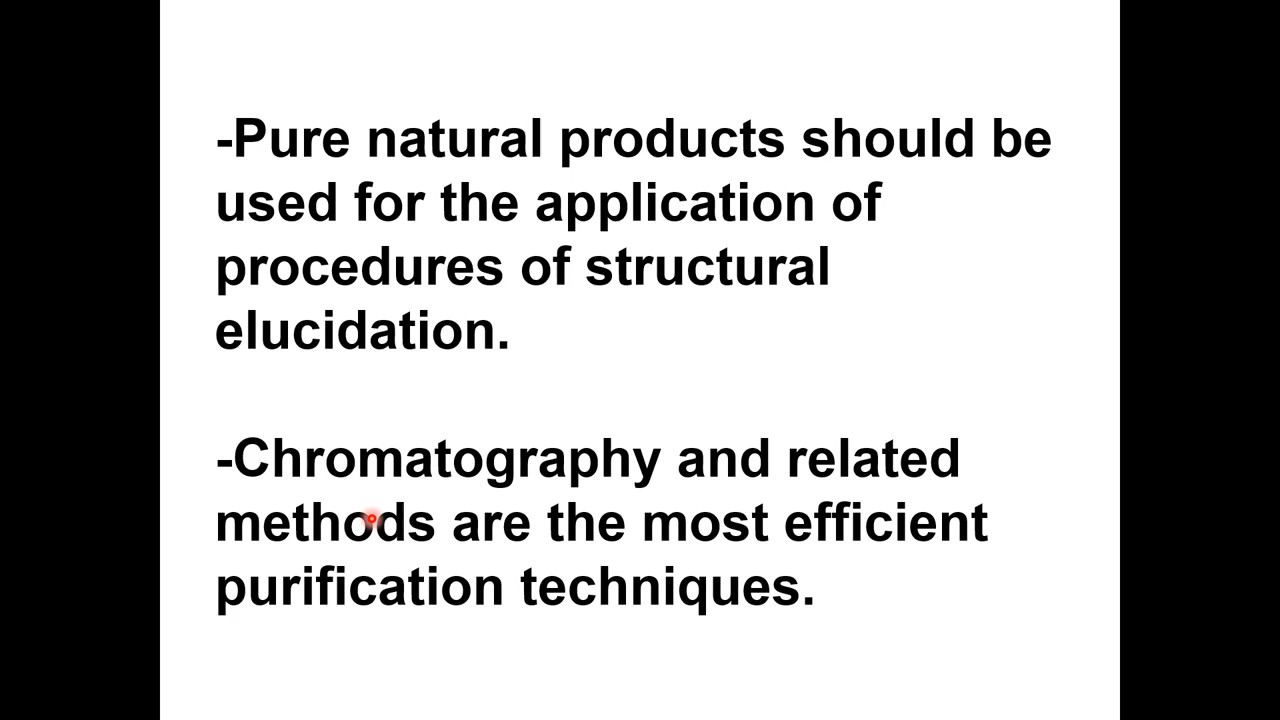 -Pure natural products should be
used for the application of
procedures of structural
elucidation.
-Chromatography and related
methods are the most efficient
purification techniques.